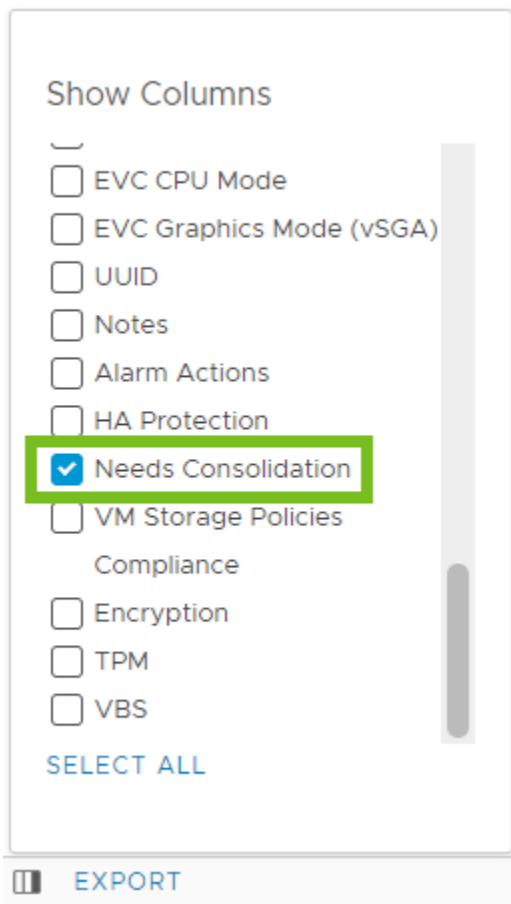 Show Columns
EVC CPU Mode
EVC Graphics Mode (vSGA)
UUID
Notes
Alarm Actions
HA Protection
Needs Consolidation
VM Storage Policies
Compliance
Encryption
TPM
VBS
SELECT ALL
EXPORT